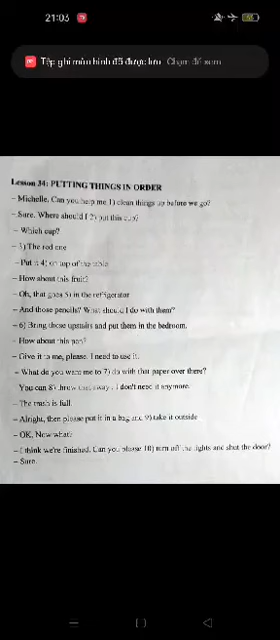 21:03
Tệp ghi màn hình đã được lưu Chạm để xem
Lesson 34: PUTTING THINGS IN ORDER
– Michelle. Can you help me 1) clean things up before we go?
– Sure. Where should I 2) put this cup?
– Which cup?
– 3) The red one
– Put it 4) on top of the table
– How about this fruit?
– Oh, that goes 5) in the refrigerator
– And those pencils? What should I do with them?
– 6) Bring those upstairs and put them in the bedroom.
– How about this pen?
– Give it to me, please. I need to use it.
– What do you want me to 7) do with that paper over there?
You can 8) throw that away. I don't need it anymore.
– The trash is full.
– Alright, then please put it in a bag and 9) take it outside
– OK. Now what?
– I think we're finished. Can you please 10) turn off the lights and shut the door?
– Sure.